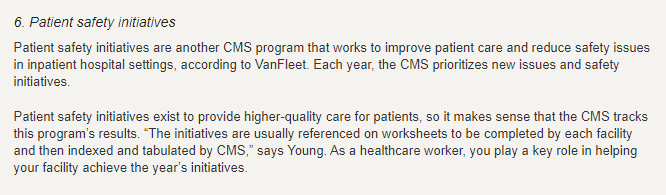 6. Patient safety initiatives
Patient safety initiatives are another CMS program that works to improve patient care and reduce safety issues
in inpatient hospital settings, according to VanFleet. Each year, the CMS prioritizes new issues and safety
initiatives.
Patient safety initiatives exist to provide higher-quality care for patients, so it makes sense that the CMS tracks
this program’s results. “The initiatives are usually referenced on worksheets to be completed by each facility
and then indexed and tabulated by CMS,” says Young. As a healthcare worker, you play a key role in helping
your facility achieve the year’s initiatives.